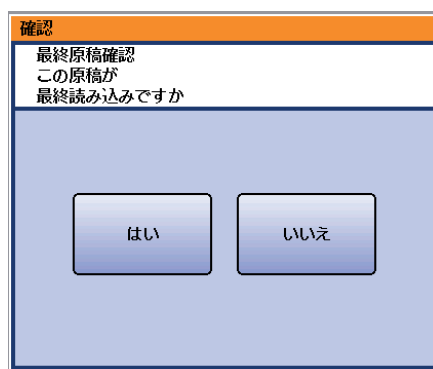 確認
最終原稿確認
この原稿が
最終読み込みですか
はい
いいえ